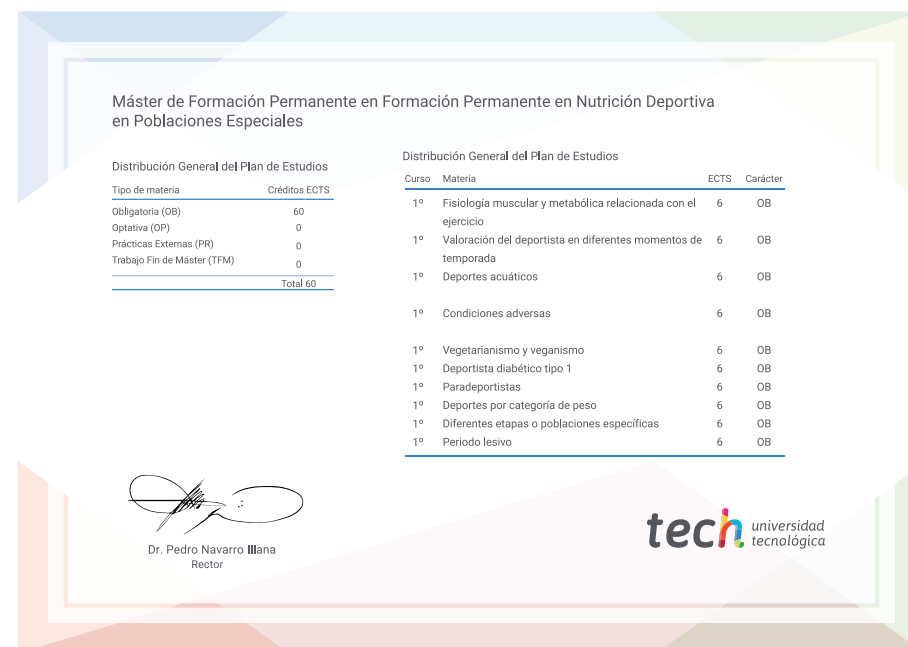 Máster de Formación Permanente en Formación Permanente en Nutrición Deportiva
en Poblaciones Especiales
Distribución General del Plan de Estudios
Tipo de materia Créditos ECTS
Obligatoria (OB) 60
Optativa (OP) 0
Prácticas Externas (PR) 0
Trabajo Fin de Máster (TFM) 0
Total 60
Distribución General del Plan de Estudios
Curso Materia ECTS Carácter
1º Fisiología muscular y metabólica relacionada con el 6 OB
ejercicio
1º Valoración del deportista en diferentes momentos de 6 OB
temporada
1º Deportes acuáticos 6 OB
1º Condiciones adversas 6 OB
1º Vegetarianismo y veganismo 6 OB
1º Deportista diabético tipo 1 6 OB
1º Paradeportistas 6 OB
1º Deportes por categoría de peso 6 OB
1º Diferentes etapas o poblaciones específicas 6 OB
1º Periodo lesivo 6 OB
Dr. Pedro Navarro Illana
Rector
tech universidad
tecnológica